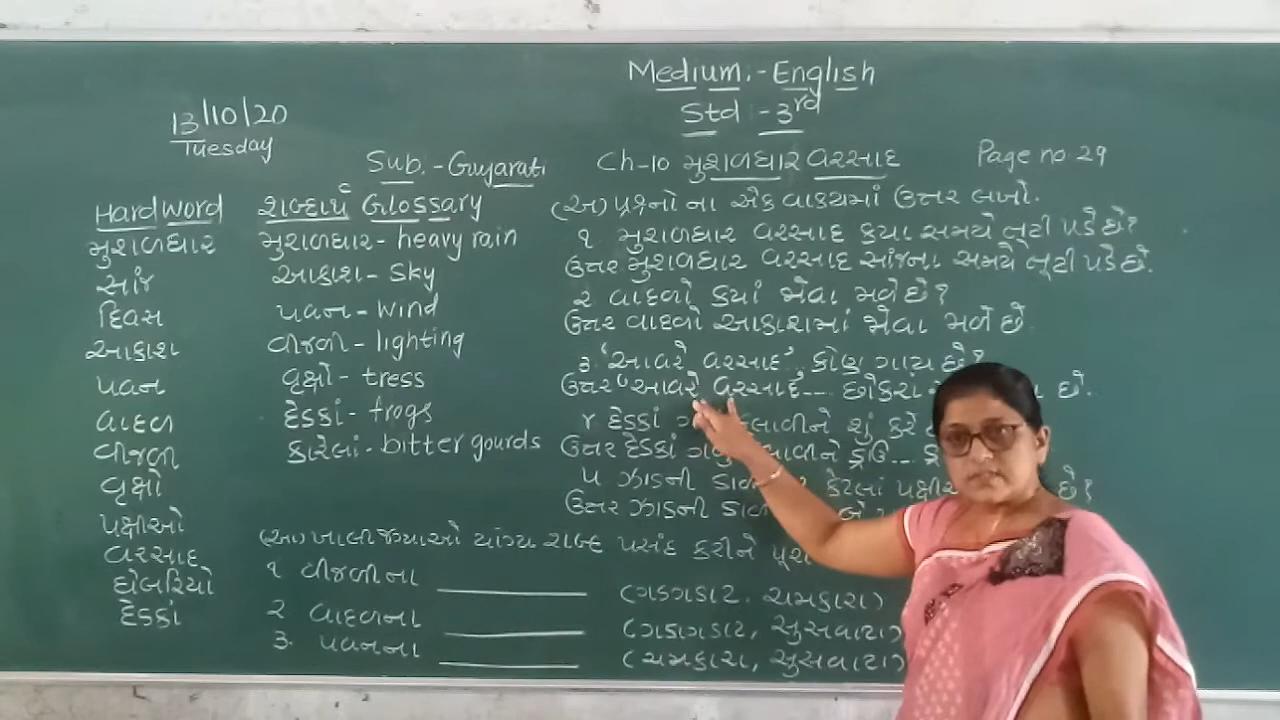 Medium :- English
Std :- 3rd
13/10/20
Tuesday
Sub. - Gujarati
Ch-10 મુશળધાર વરસાદ
Page no. 29
Hard word
મુશળધાર
સાંજ
દિવસ
આકાશ
પવન
વાદળ
વીજળી
વૃક્ષો
પક્ષીઓ
વરસાદ
ઢોલરિયો
દેડકાં
શબ્દાર્થ Glossary
મુશળધાર - heavy rain
આકાશ - sky
પવન - wind
વીજળી - lighting
વૃક્ષો - tress
દેડકાં - frogs
કારેલાં - bitter gourds
(અ) પ્રશ્નો ના એક વાક્યમાં ઉત્તર લખો.
૧ મુશળધાર વરસાદ કયા સમયે તૂટી પડે છે?
ઉત્તર મુશળધાર વરસાદ સાંજના સમયે તૂટી પડે છે.
૨ વાદળો ક્યાં જોવા મળે છે?
ઉત્તર વાદળો આકાશમાં જોવા મળે છે
૩. 'આવરે વરસાદ' કોણ ગાય છે?
ઉત્તર "આવરે વરસાદ"... છોકરાં છે.
૪ દેડકાં શું કરે
ઉત્તર દેડકાં ડ્રાઉ...
૫ ઝાડની કેટલાં છે?
ઉત્તર ઝાડની
(આ) ખાલી જગ્યાઓ યોગ્ય શબ્દ પસંદ કરીને
૧ વીજળીના ______ (ગડગડાટ, ચમકારા)
૨ વાદળના ______ (ગડગડાટ, સુસવાટા)
૩. પવનના ______ (ચમકારા, સુસવાટા)